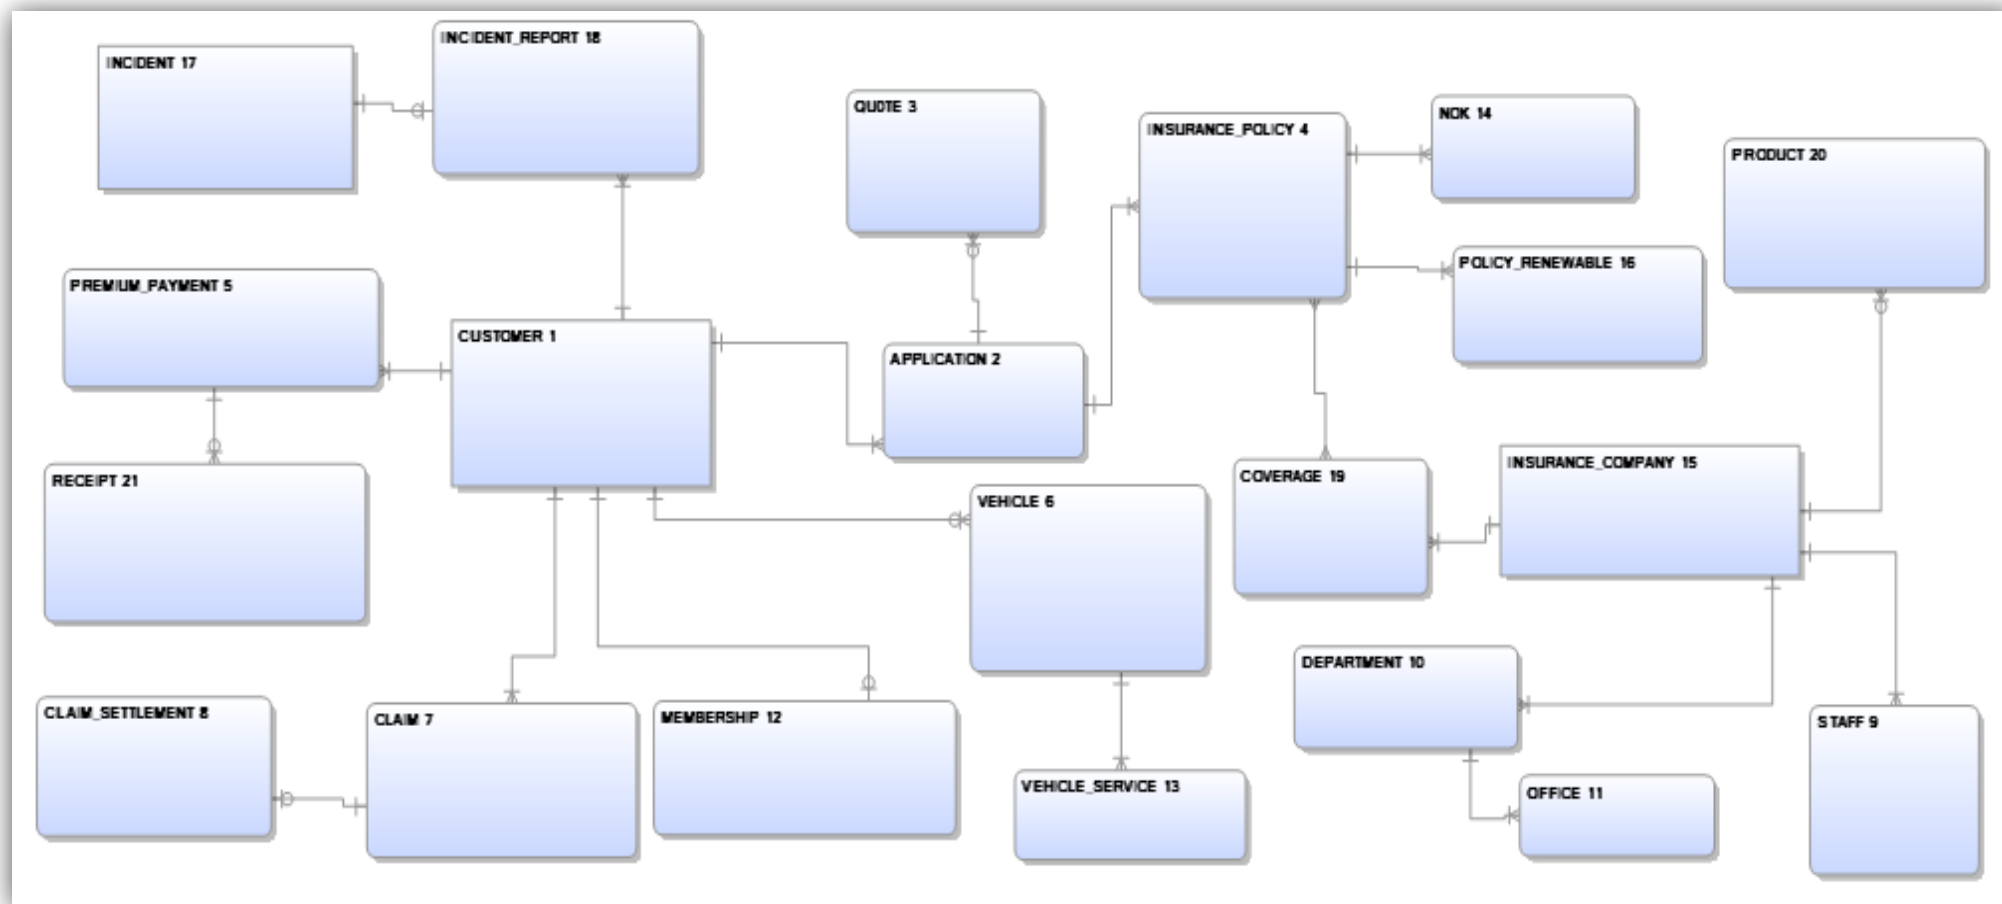 INCIDENT 17
INCIDENT_REPORT 18
QUOTE 3
INSURANCE_POLICY 4
NOK 14
PRODUCT 20
POLICY_RENEWABLE 16
PREMIUM_PAYMENT 5
CUSTOMER 1
APPLICATION 2
RECEIPT 21
COVERAGE 19
INSURANCE_COMPANY 15
VEHICLE 6
DEPARTMENT 10
CLAIM_SETTLEMENT 8
CLAIM 7
MEMBERSHIP 12
VEHICLE_SERVICE 13
OFFICE 11
STAFF 9